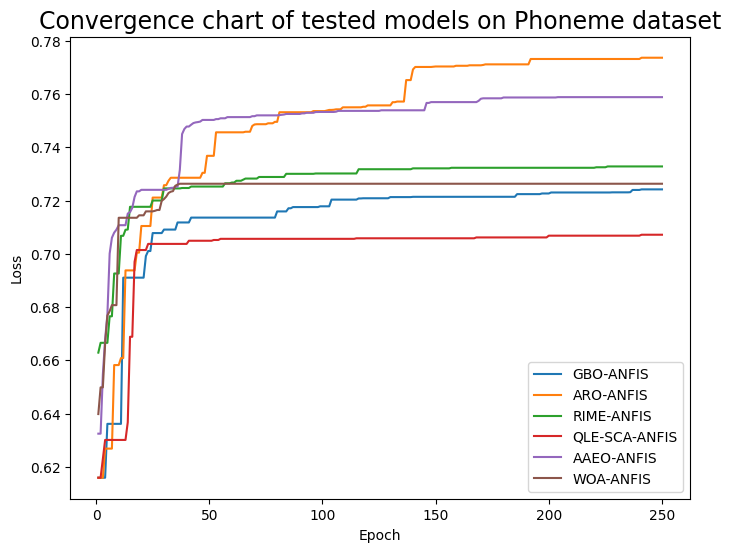 Convergence chart of tested models on Phoneme dataset
0.78
0.76
0.74
0.72
0.70
0.68
0.66
0.64
0.62
Loss
0
50
100
150
200
250
Epoch
GBO-ANFIS
ARO-ANFIS
RIME-ANFIS
QLE-SCA-ANFIS
AAEO-ANFIS
WOA-ANFIS